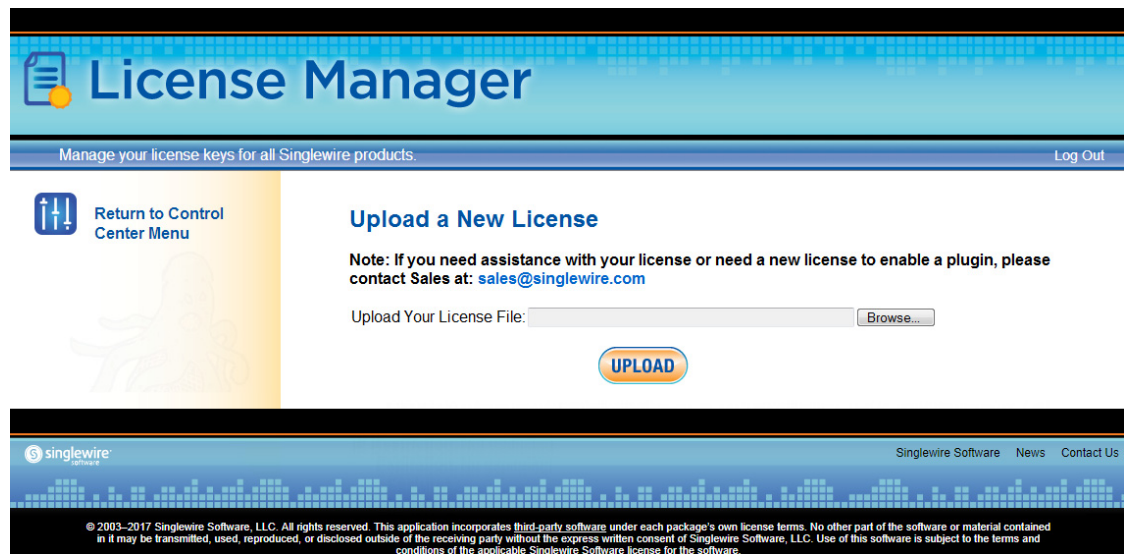 License Manager
Manage your license keys for all Singlewire products.
Log Out
Return to Control
Center Menu
Upload a New License
Note: If you need assistance with your license or need a new license to enable a plugin, please
contact Sales at: sales@singlewire.com
Upload Your License File:
Browse...
UPLOAD
singlewire
software
Singlewire Software News Contact Us
© 2003–2017 Singlewire Software, LLC. All rights reserved. This application incorporates third-party software under each package's own license terms. No other part of the software or material contained
in it may be transmitted, used, reproduced, or disclosed outside of the receiving party without the express written consent of Singlewire Software, LLC. Use of this software is subject to the terms and
conditions of the applicable Singlewire Software license for the software.